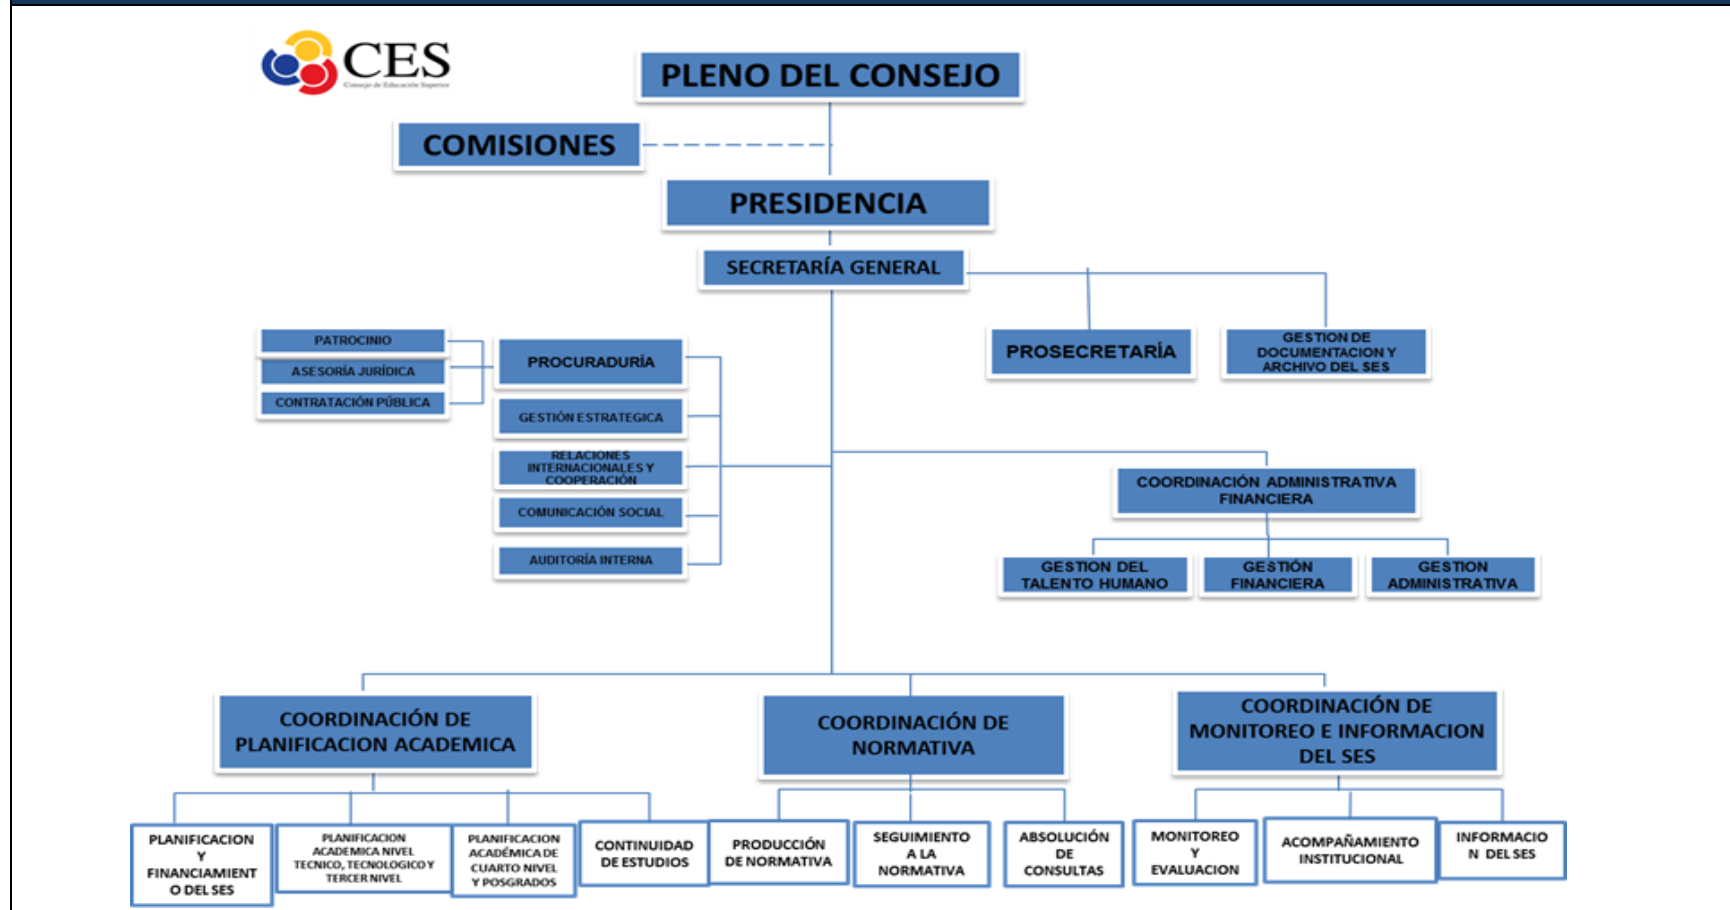 CES
Consejo de Educación Superior
PLENO DEL CONSEJO
COMISIONES
PRESIDENCIA
SECRETARÍA GENERAL
PROSECRETARÍA
GESTION DE
DOCUMENTACION Y
ARCHIVO DEL SES
PATROCINIO
ASESORÍA JURÍDICA
CONTRATACIÓN PÚBLICA
PROCURADURÍA
GESTIÓN ESTRATEGICA
RELACIONES
INTERNACIONALES Y
COOPERACIÓN
COMUNICACIÓN SOCIAL
AUDITORÍA INTERNA
COORDINACIÓN ADMINISTRATIVA
FINANCIERA
GESTION DEL
TALENTO HUMANO
GESTIÓN
FINANCIERA
GESTION
ADMINISTRATIVA
COORDINACIÓN DE
PLANIFICACION ACADEMICA
COORDINACIÓN DE
NORMATIVA
COORDINACIÓN DE
MONITOREO E INFORMACION
DEL SES
PLANIFICACION
Y
FINANCIAMIENT
O DEL SES
PLANIFICACION
ACADEMICA NIVEL
TECNICO, TECNOLOGICO Y
TERCER NIVEL
PLANIFICACION
ACADÉMICA DE
CUARTO NIVEL
Y POSGRADOS
CONTINUIDAD
DE ESTUDIOS
PRODUCCIÓN
DE NORMATIVA
SEGUIMIENTO
A LA
NORMATIVA
ABSOLUCIÓN
DE
CONSULTAS
MONITOREO
Y
EVALUACION
ACOMPAÑAMIENTO
INSTITUCIONAL
INFORMACIO
N DEL SES